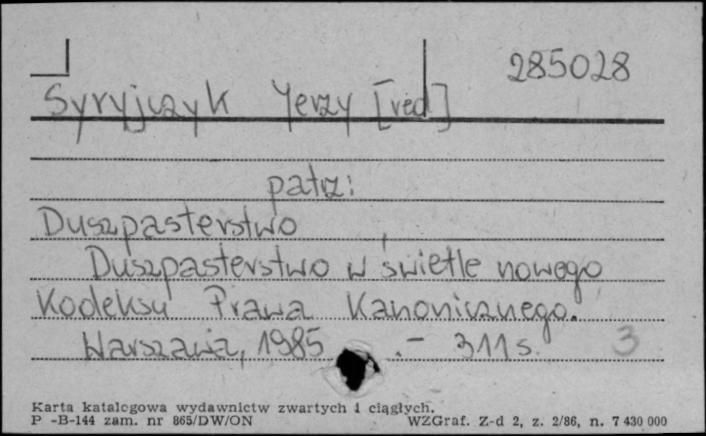 285028
Syryjczyk Jerzy [red]
patrz:
Duszpasterstwo
Duszpasterstwo w świetle nowego
Kodeksu Prawa Kanonicznego.
Warszawa, 1985 .- 311 s. 3
Karta katalogowa wydawnictw zwartych i ciągłych.
P -B-144 zam. nr 865/DW/ON WZGraf. Z-d 2, z. 2/86, n. 7 430 000